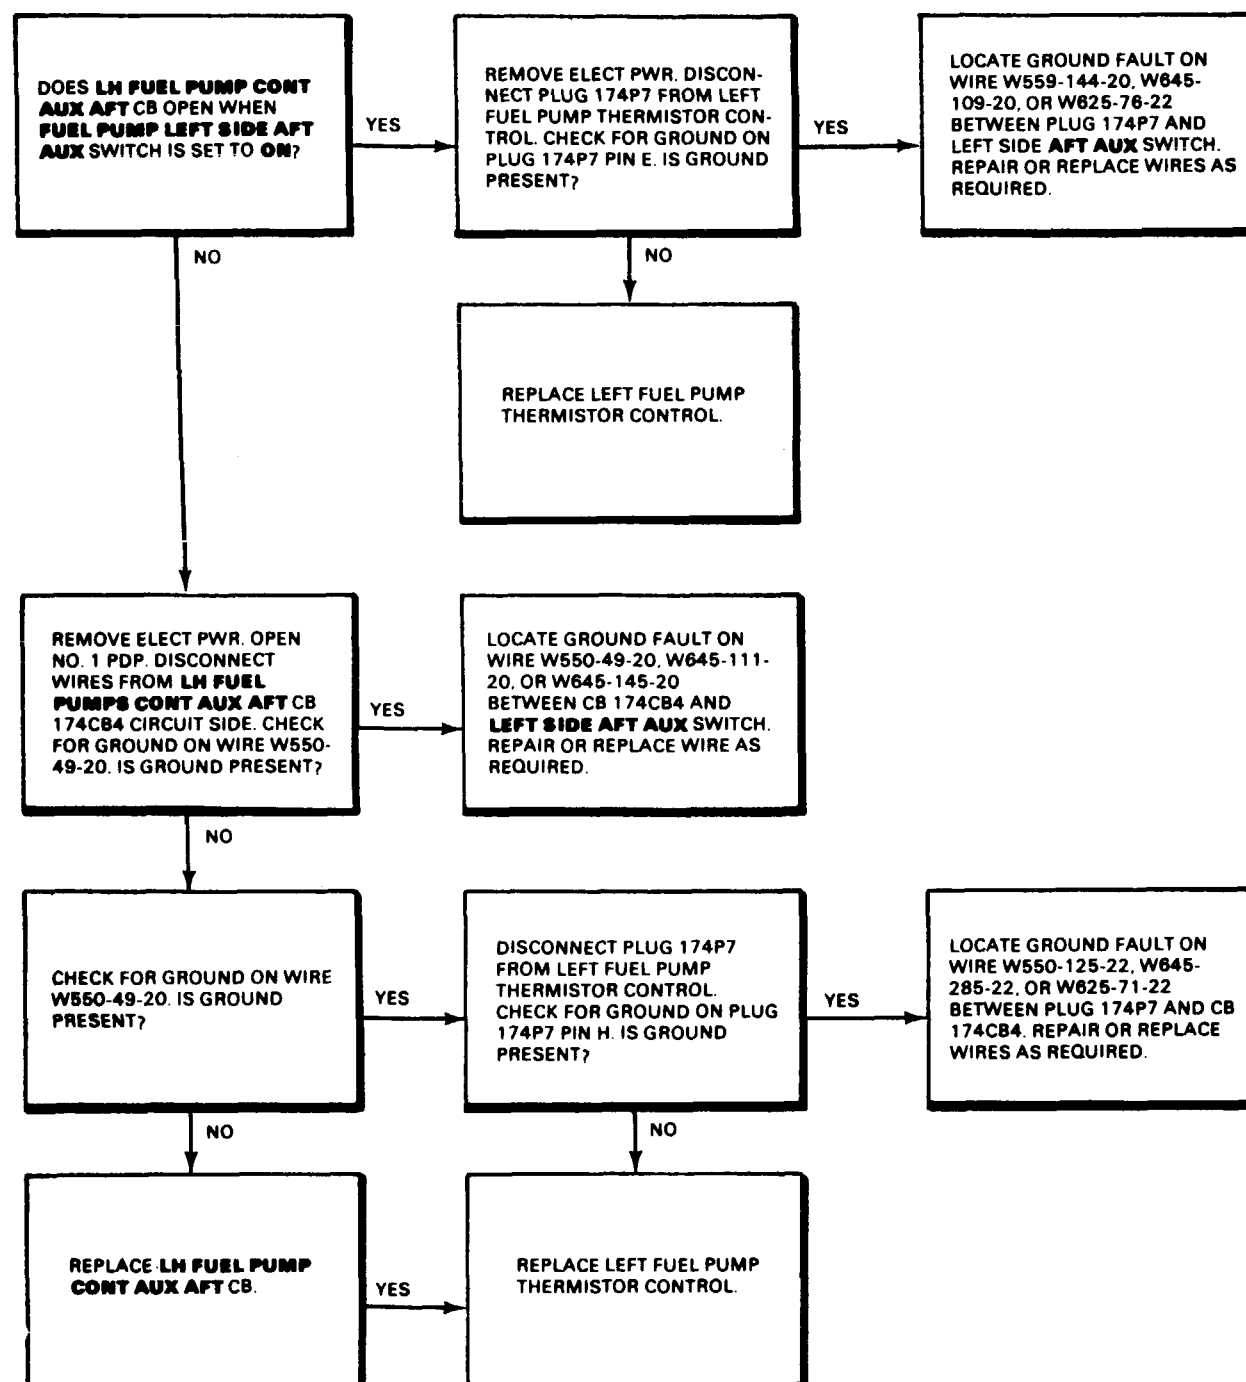 DOES LH FUEL PUMP CONT
AUX AFT CB OPEN WHEN
FUEL PUMP LEFT SIDE AFT
AUX SWITCH IS SET TO ON?
YES
REMOVE ELECT PWR. DISCON-
NECT PLUG 174P7 FROM LEFT
FUEL PUMP THERMISTOR CON-
TROL. CHECK FOR GROUND ON
PLUG 174P7 PIN E. IS GROUND
PRESENT?
YES
LOCATE GROUND FAULT ON
WIRE W559-144-20, W645-
109-20, OR W625-76-22
BETWEEN PLUG 174P7 AND
LEFT SIDE AFT AUX SWITCH.
REPAIR OR REPLACE WIRES AS
REQUIRED.
NO
NO
REPLACE LEFT FUEL PUMP
THERMISTOR CONTROL.
REMOVE ELECT PWR. OPEN
NO. 1 PDP. DISCONNECT
WIRES FROM LH FUEL
PUMPS CONT AUX AFT CB
174CB4 CIRCUIT SIDE. CHECK
FOR GROUND ON WIRE W550-
49-20. IS GROUND PRESENT?
YES
LOCATE GROUND FAULT ON
WIRE W550-49-20, W645-111-
20, OR W645-145-20
BETWEEN CB 174CB4 AND
LEFT SIDE AFT AUX SWITCH.
REPAIR OR REPLACE WIRE AS
REQUIRED.
NO
CHECK FOR GROUND ON WIRE
W550-49-20. IS GROUND
PRESENT?
YES
DISCONNECT PLUG 174P7
FROM LEFT FUEL PUMP
THERMISTOR CONTROL.
CHECK FOR GROUND ON PLUG
174P7 PIN H. IS GROUND
PRESENT?
YES
LOCATE GROUND FAULT ON
WIRE W550-125-22, W645-
285-22, OR W625-71-22
BETWEEN PLUG 174P7 AND CB
174CB4. REPAIR OR REPLACE
WIRES AS REQUIRED.
NO
NO
REPLACE LH FUEL PUMP
CONT AUX AFT CB.
YES
REPLACE LEFT FUEL PUMP
THERMISTOR CONTROL.